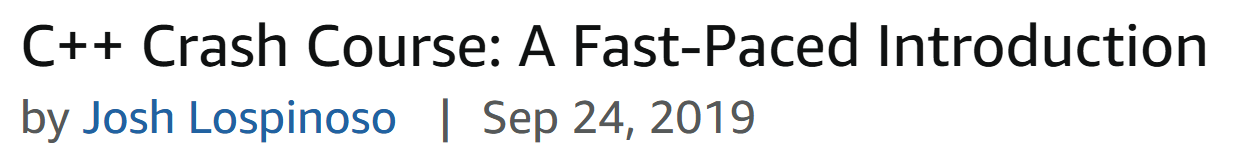 C++ Crash Course: A Fast-Paced Introduction
by Josh Lospinoso | Sep 24, 2019